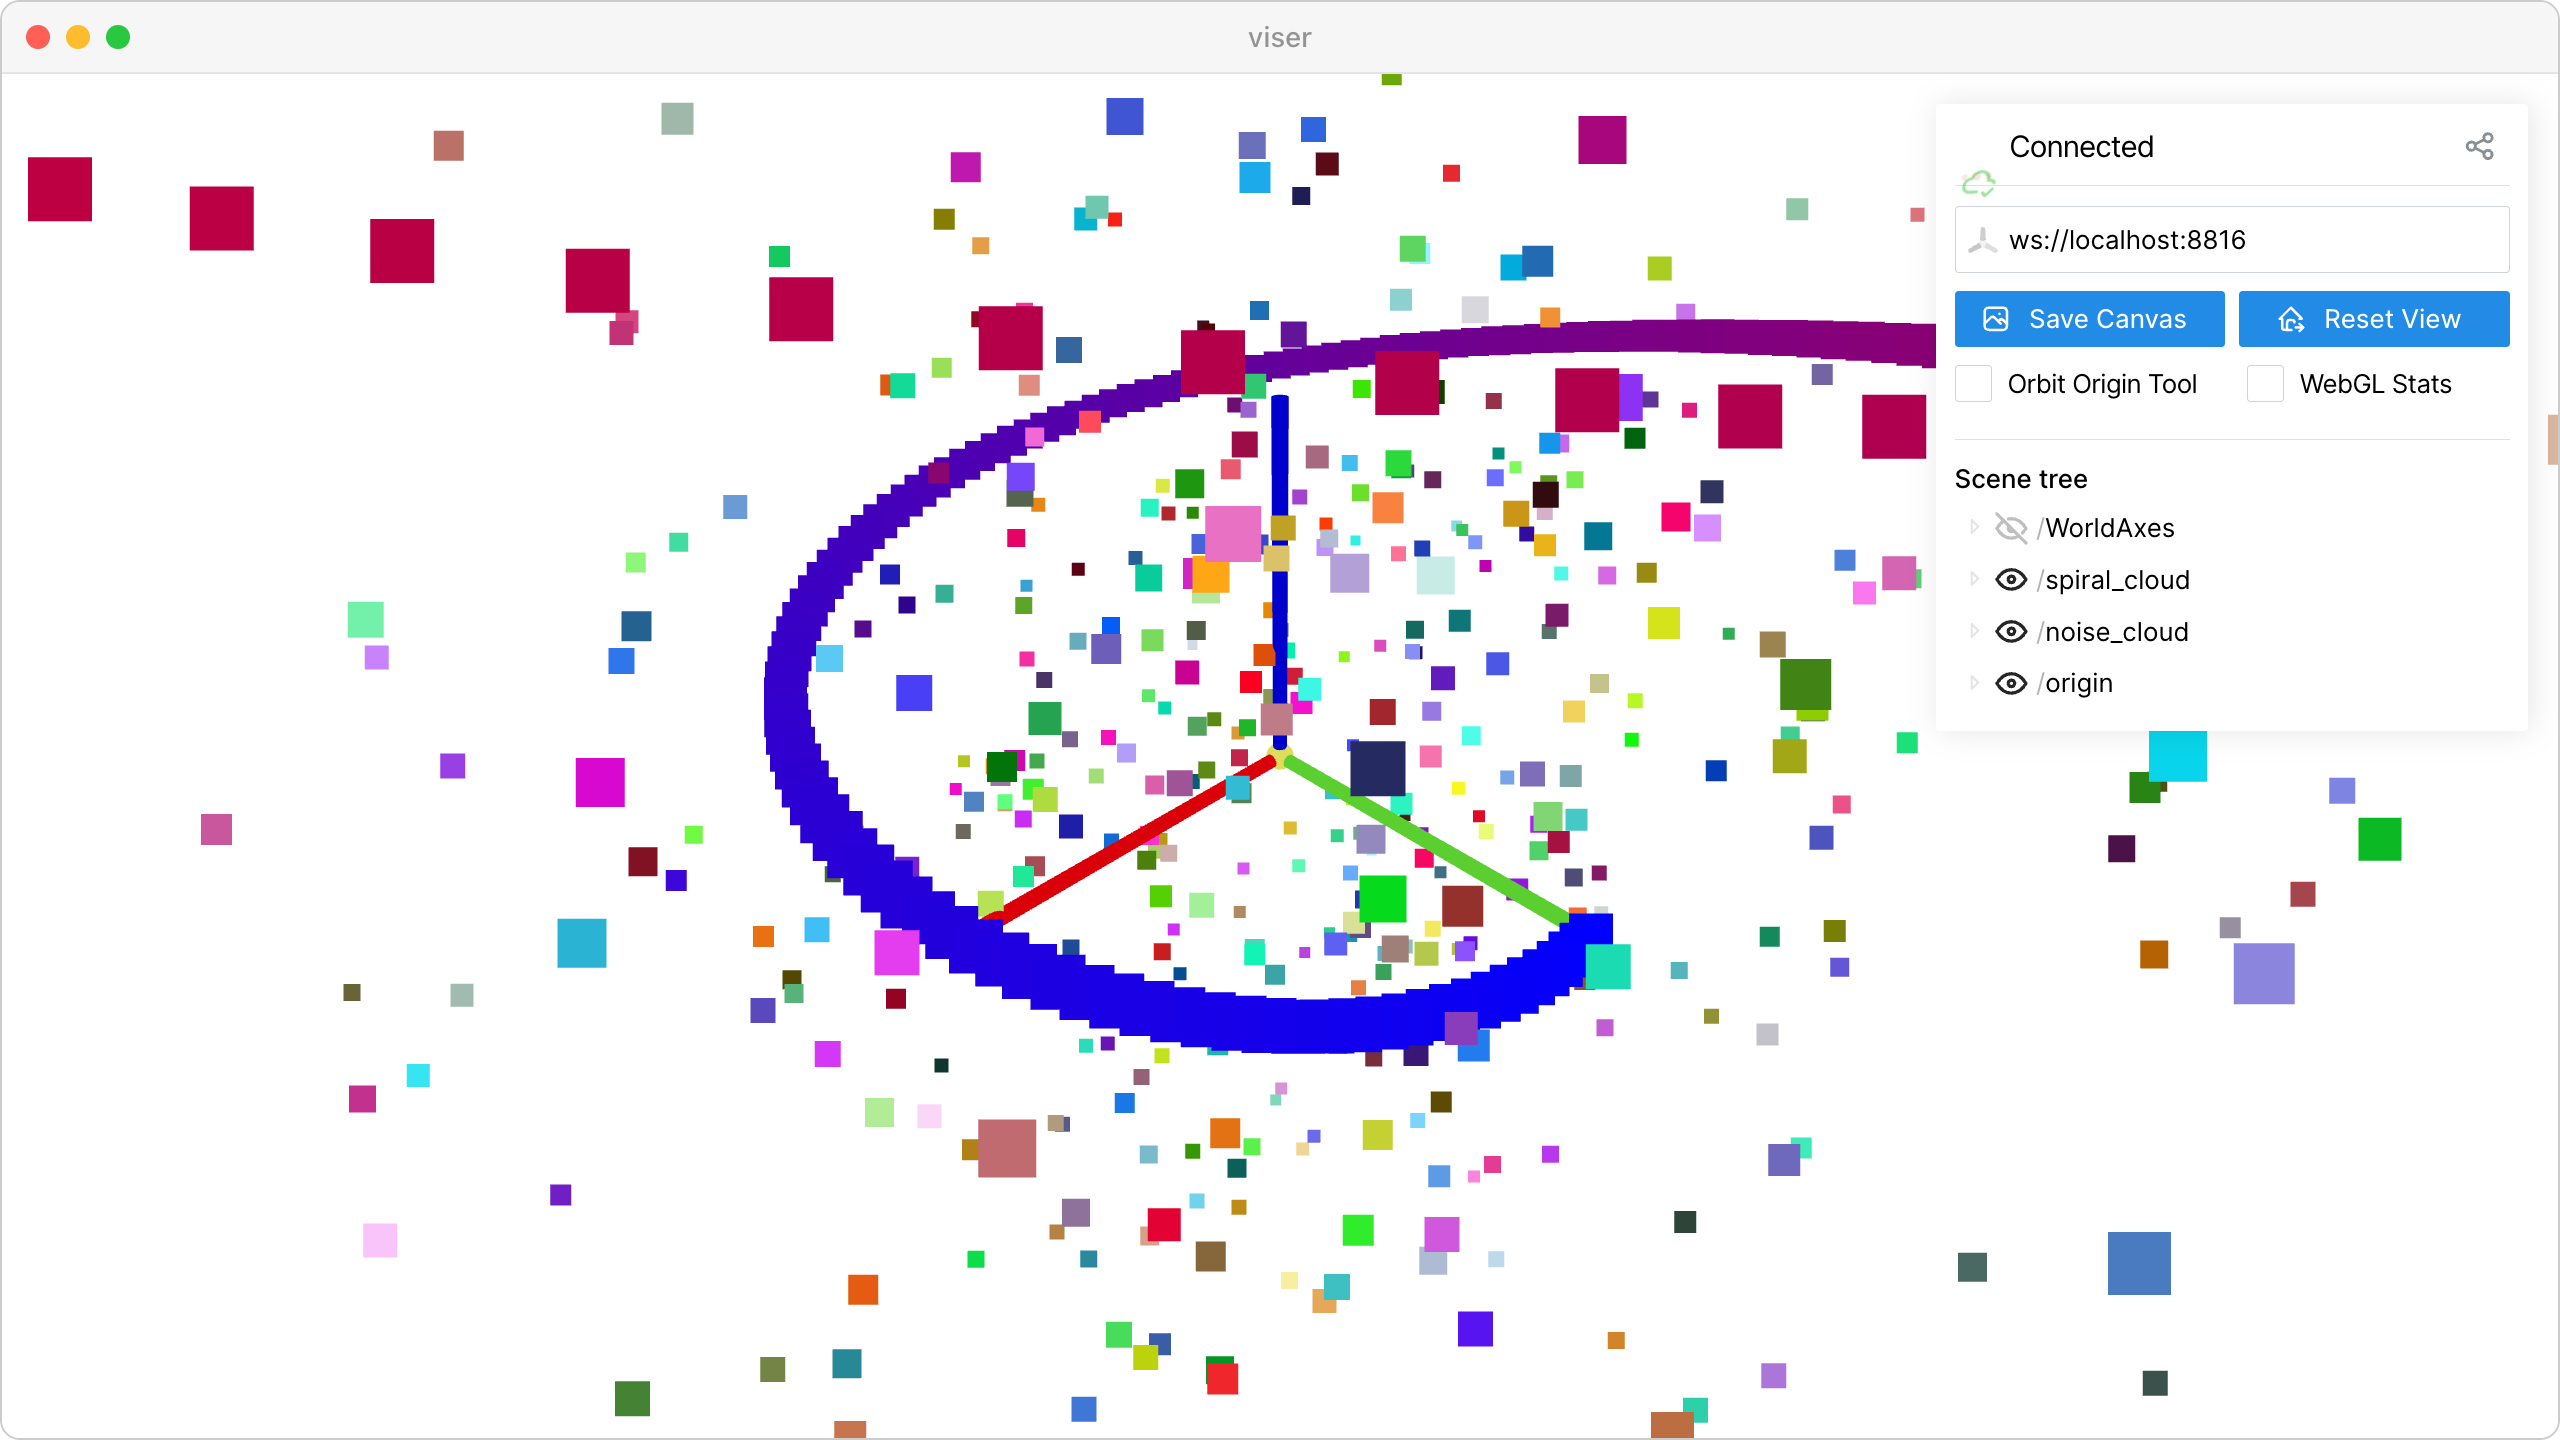 viser
Connected
ws://localhost:8816
Save Canvas
Reset View
Orbit Origin Tool
WebGL Stats
Scene tree
/WorldAxes
/spiral_cloud
/noise_cloud
/origin